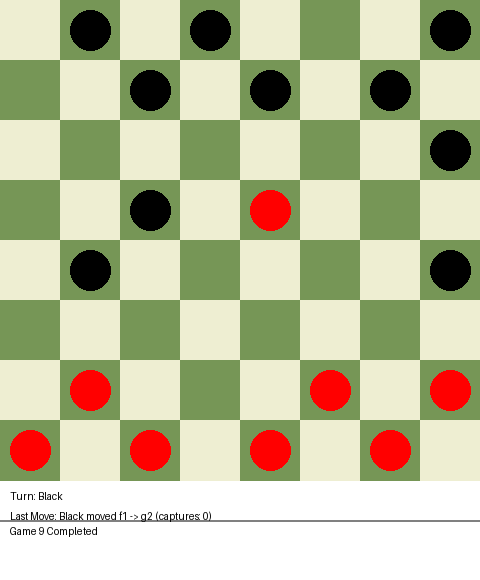 Turn: Black
Last Move: Black moved f1 -> g2 (captures: 0)
Game 9 Completed